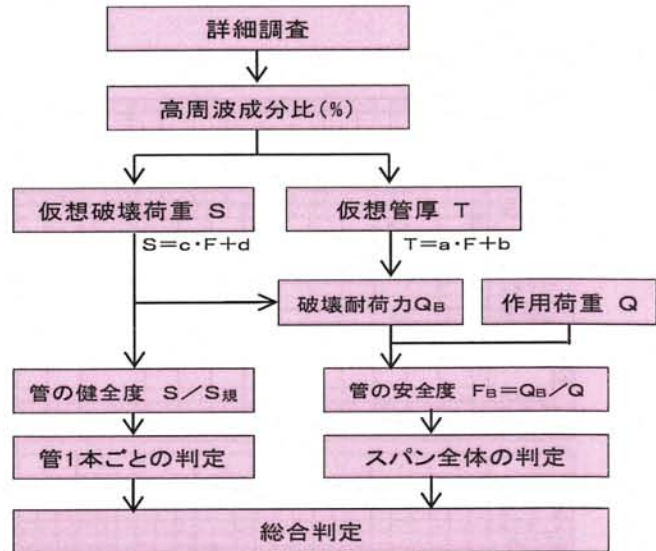 詳細調査
高周波成分比(%)
仮想破壊荷重 S
仮想管厚 T
S=c・F+d
T=a・F+b
破壊耐荷力QB
作用荷重 Q
管の健全度 S/S規
管の安全度 FB=QB/Q
管1本ごとの判定
スパン全体の判定
総合判定